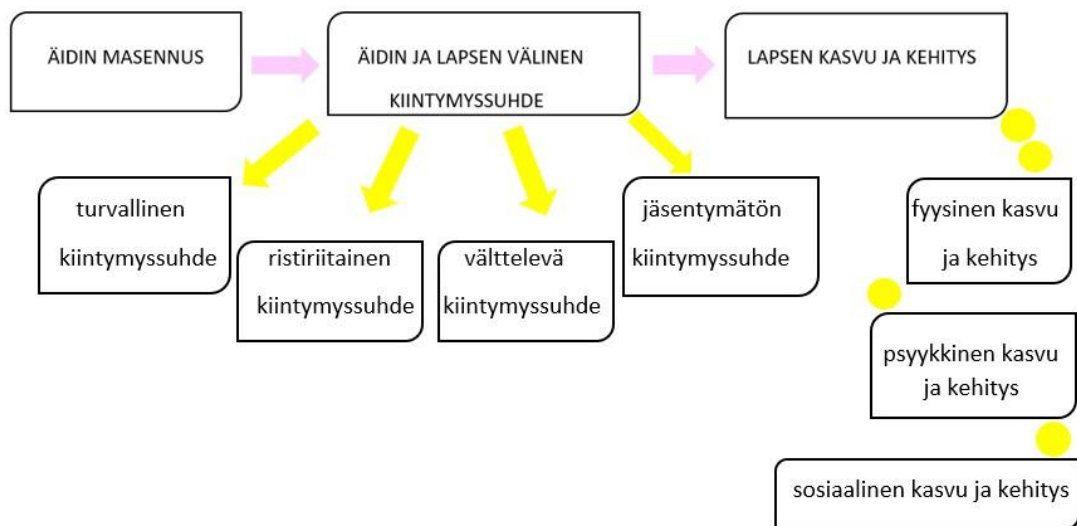 ÄIDIN MASENNUS
ÄIDIN JA LAPSEN VÄLINEN
KIINTYMYSSUHDE
LAPSEN KASVU JA KEHITYS
turvallinen
kiintymyssuhde
ristiriitainen
kiintymyssuhde
välttelevä
kiintymyssuhde
jäsentymätön
kiintymyssuhde
fyysinen kasvu
ja kehitys
psyykkinen kasvu
ja kehitys
sosiaalinen kasvu ja kehitys